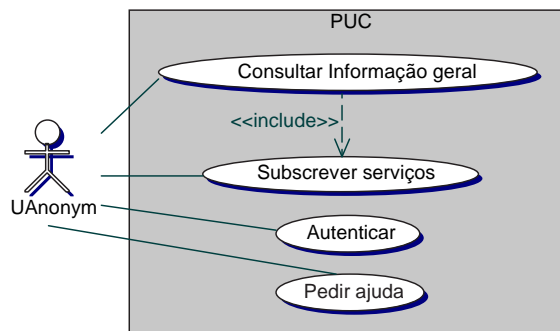 PUC
Consultar Informação geral
<<include>>
Subscrever serviços
UAnonym
Autenticar
Pedir ajuda